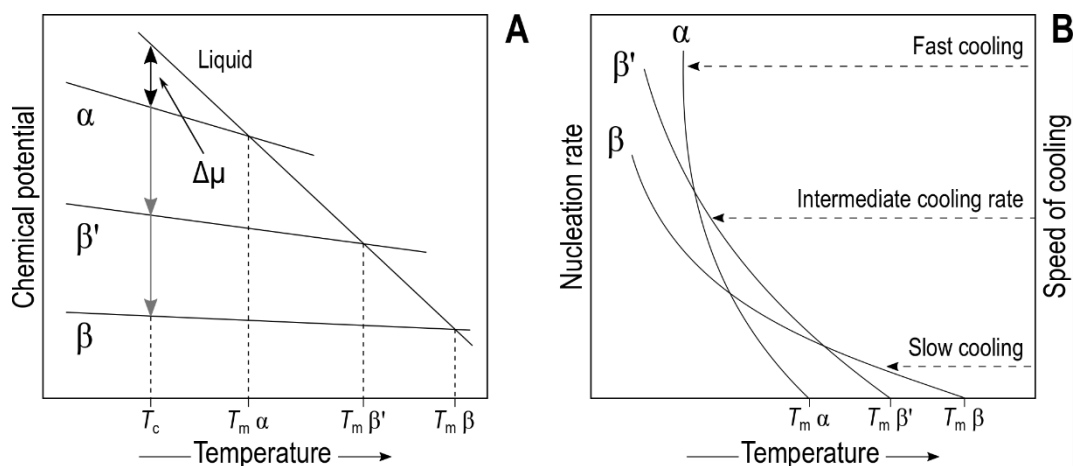 A
Chemical potential
Liquid
α
Δμ
β'
β
Tc
Tm α
Tm β'
Tm β
Temperature
B
Nucleation rate
α
β'
β
Fast cooling
Intermediate cooling rate
Slow cooling
Speed of cooling
Tm α
Tm β'
Tm β
Temperature